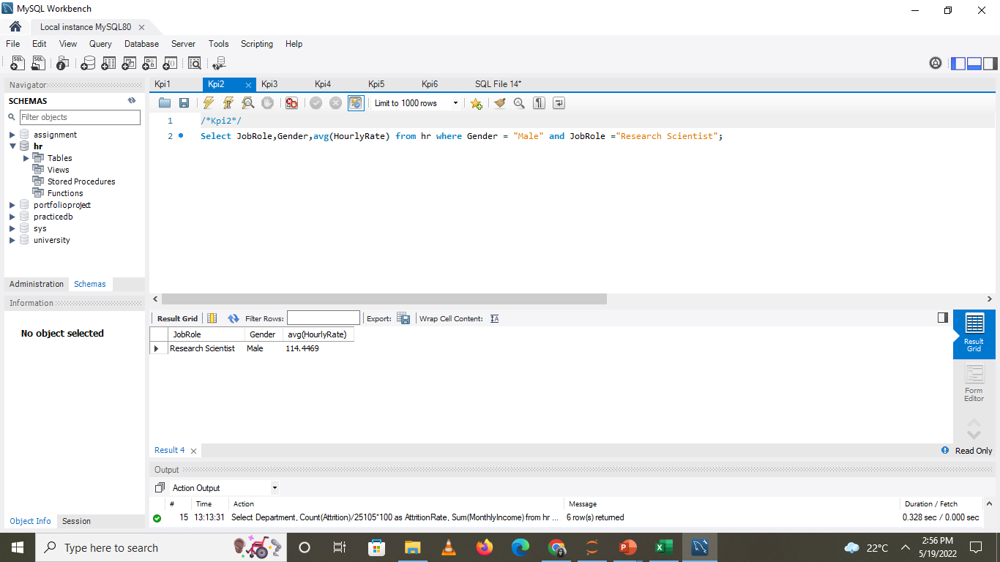 MySQL Workbench
Local instance MySQL80
File Edit View Query Database Server Tools Scripting Help
Navigator
SCHEMAS
Filter objects
assignment
hr
Tables
Views
Stored Procedures
Functions
portfolioproject
practicedb
sys
university
Administration Schemas
Information
No object selected
Object Info Session
Kpi1 Kpi2 Kpi3 Kpi4 Kpi5 Kpi6 SQL File 14*
Limit to 1000 rows
1 /*Kpi2*/
2 Select JobRole,Gender,avg(HourlyRate) from hr where Gender = "Male" and JobRole ="Research Scientist";
Result Grid Filter Rows: Export: Wrap Cell Content:
JobRole Gender avg(HourlyRate)
Research Scientist Male 114.4469
Result Grid
Form Editor
Result 4 Read Only
Output
Action Output
# Time Action Message Duration / Fetch
15 13:13:31 Select Department, Count(Attrition)/25105*100 as AttritionRate, Sum(MonthlyIncome) from hr ... 6 row(s) returned 0.328 sec / 0.000 sec
Type here to search
22°C
2:56 PM
5/19/2022